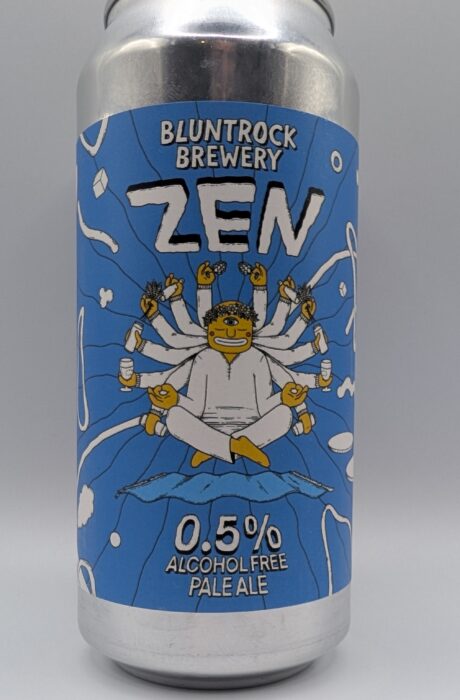 BLUNTROCK
BREWERY
ZEN
0.5%
ALCOHOL FREE
PALE ALE